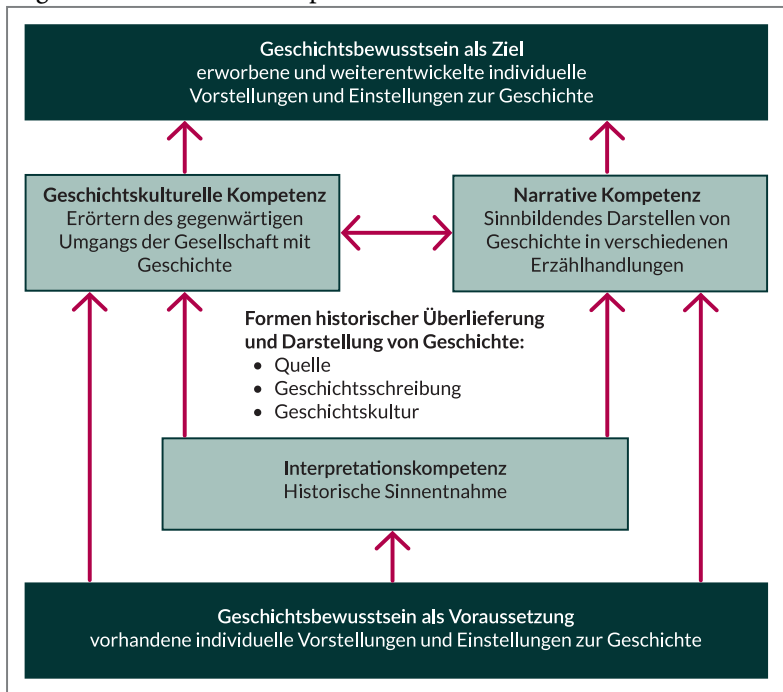 Geschichtsbewusstsein als Ziel
erworbene und weiterentwickelte individuelle
Vorstellungen und Einstellungen zur Geschichte
Geschichtskulturelle Kompetenz
Erörtern des gegenwärtigen
Umgangs der Gesellschaft mit
Geschichte
Narrative Kompetenz
Sinnbildendes Darstellen von
Geschichte in verschiedenen
Erzählhandlungen
Formen historischer Überlieferung
und Darstellung von Geschichte:
• Quelle
• Geschichtsschreibung
• Geschichtskultur
Interpretationskompetenz
Historische Sinnentnahme
Geschichtsbewusstsein als Voraussetzung
vorhandene individuelle Vorstellungen und Einstellungen zur Geschichte